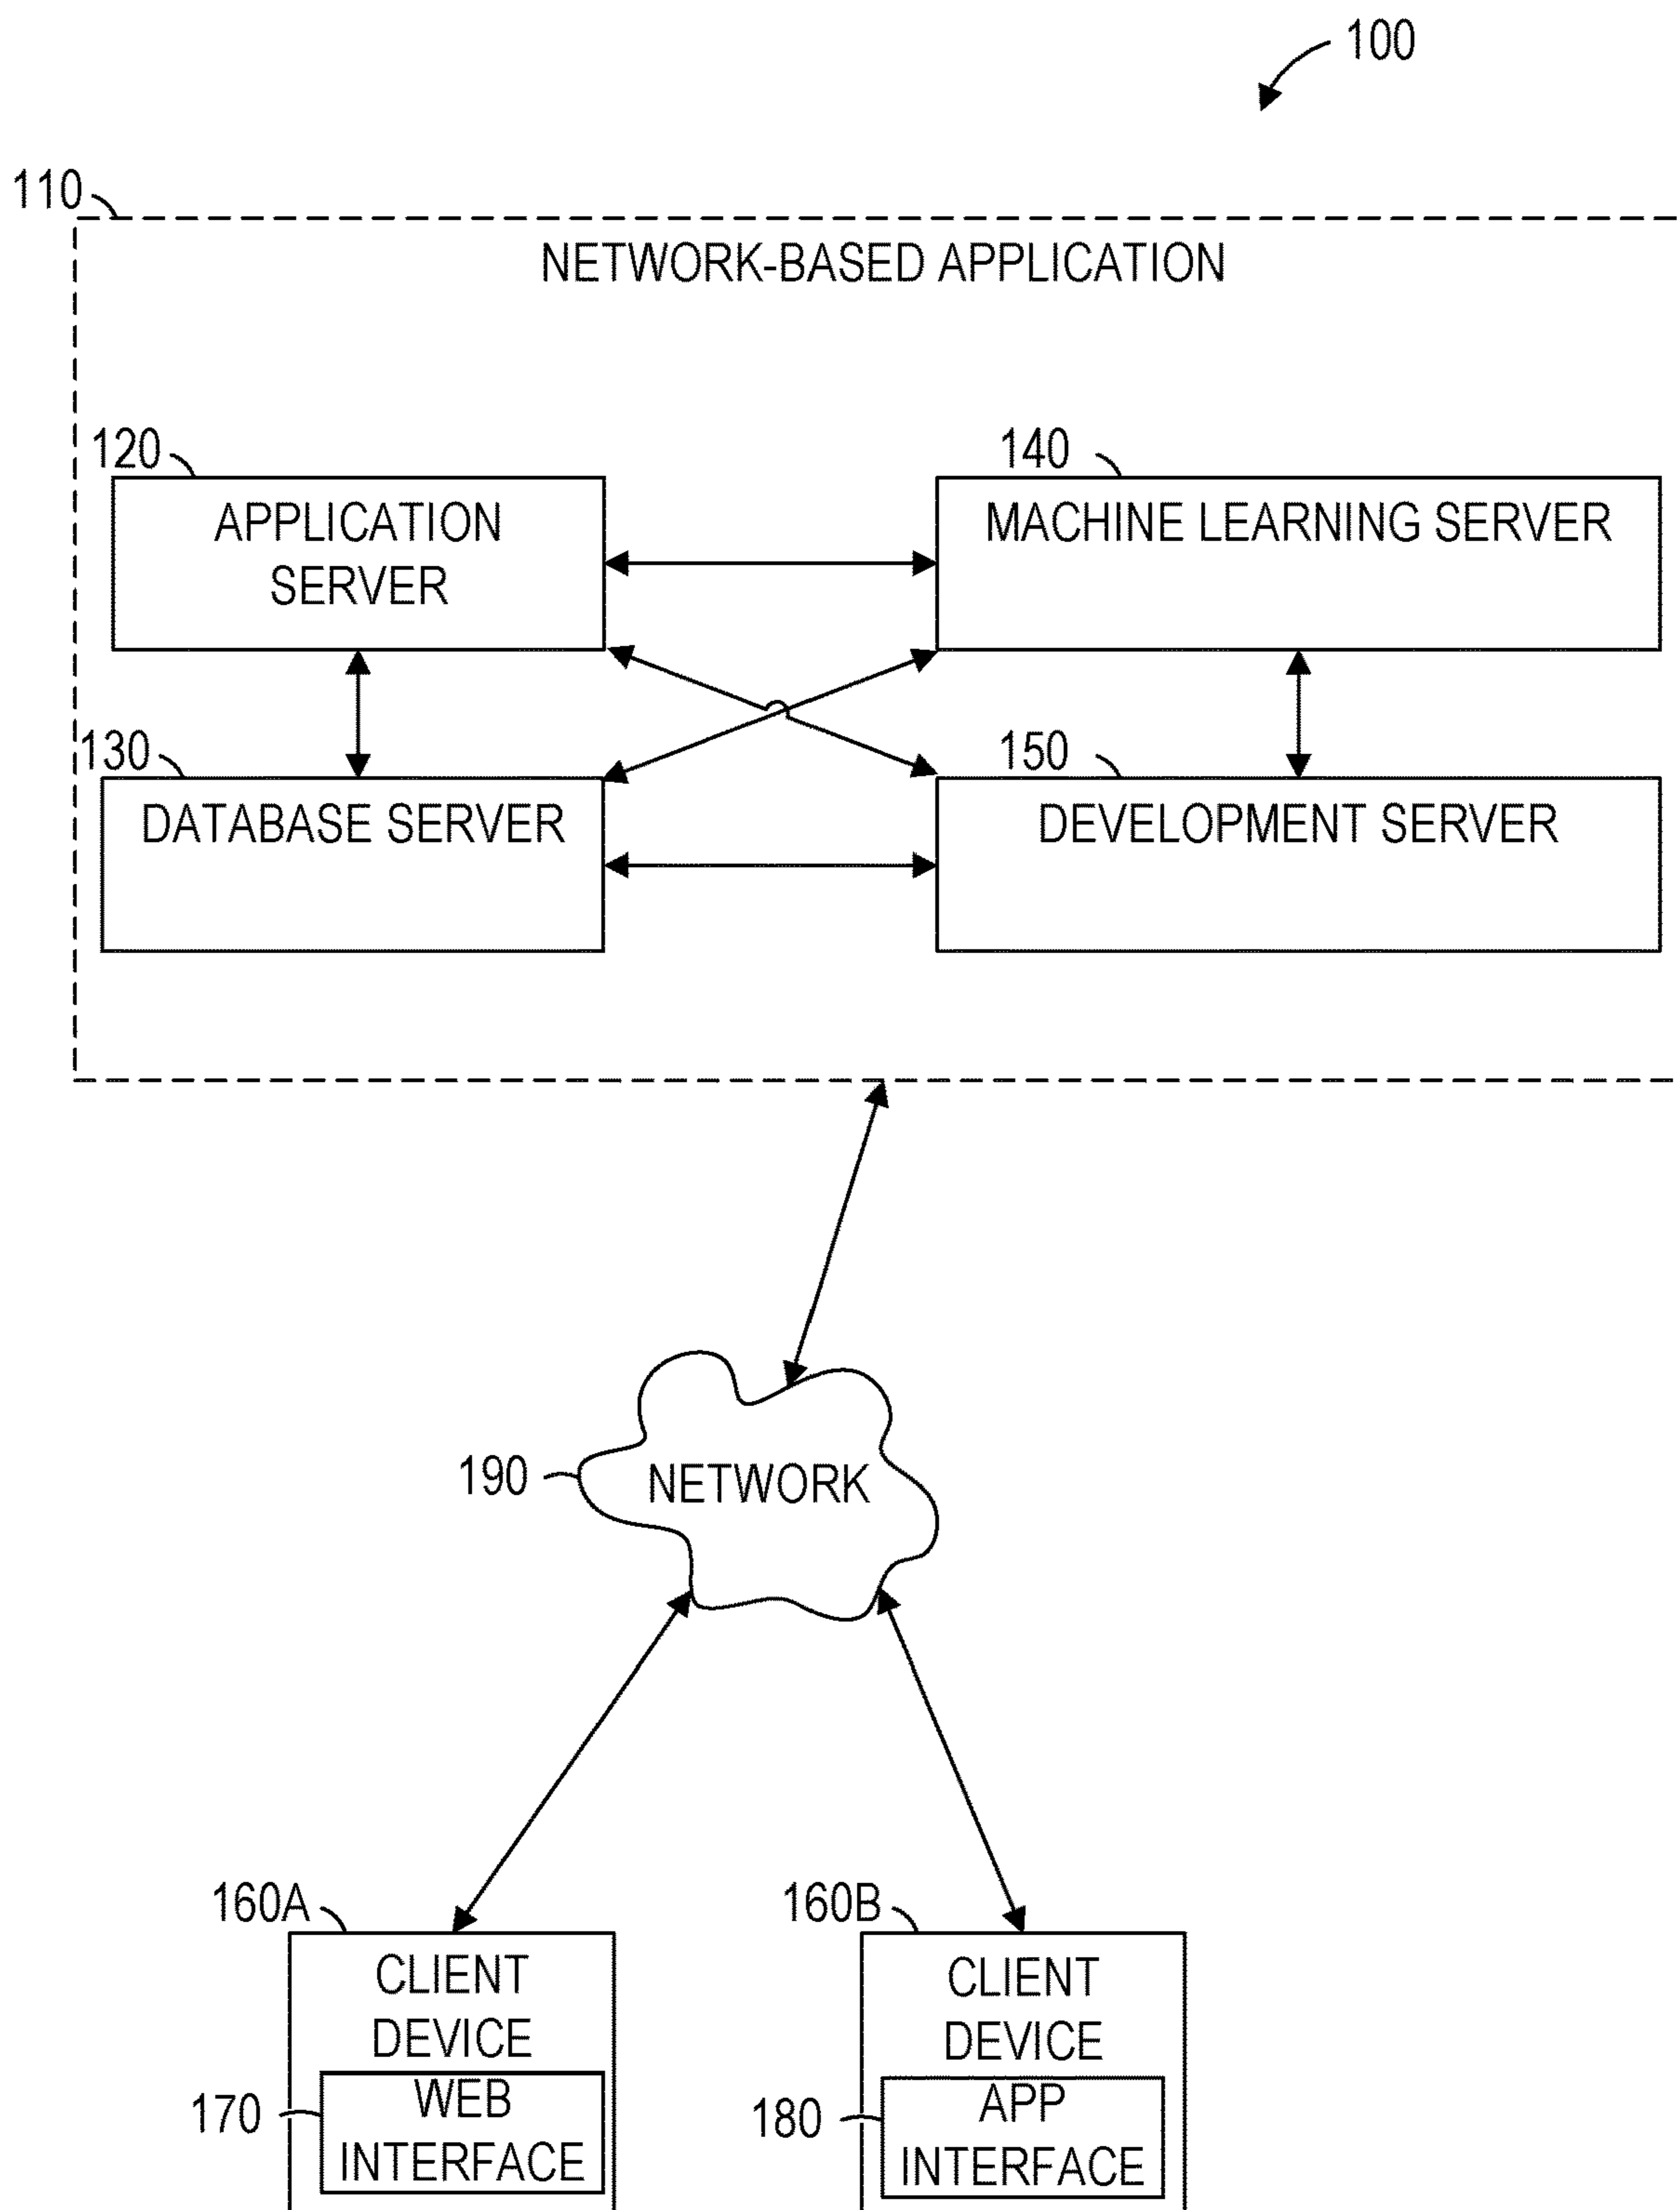 100
110
NETWORK-BASED APPLICATION
120
APPLICATION
SERVER
140
MACHINE LEARNING SERVER
130
DATABASE SERVER
150
DEVELOPMENT SERVER
190
NETWORK
160A
CLIENT
DEVICE
170
WEB
INTERFACE
160B
CLIENT
DEVICE
180
APP
INTERFACE